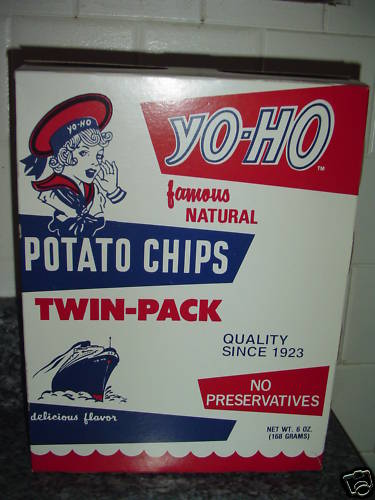 YO-HO
YO-HO™
famous
NATURAL
POTATO CHIPS
TWIN-PACK
QUALITY
SINCE 1923
NO
PRESERVATIVES
delicious flavor
NET WT. 6 OZ.
(168 GRAMS)